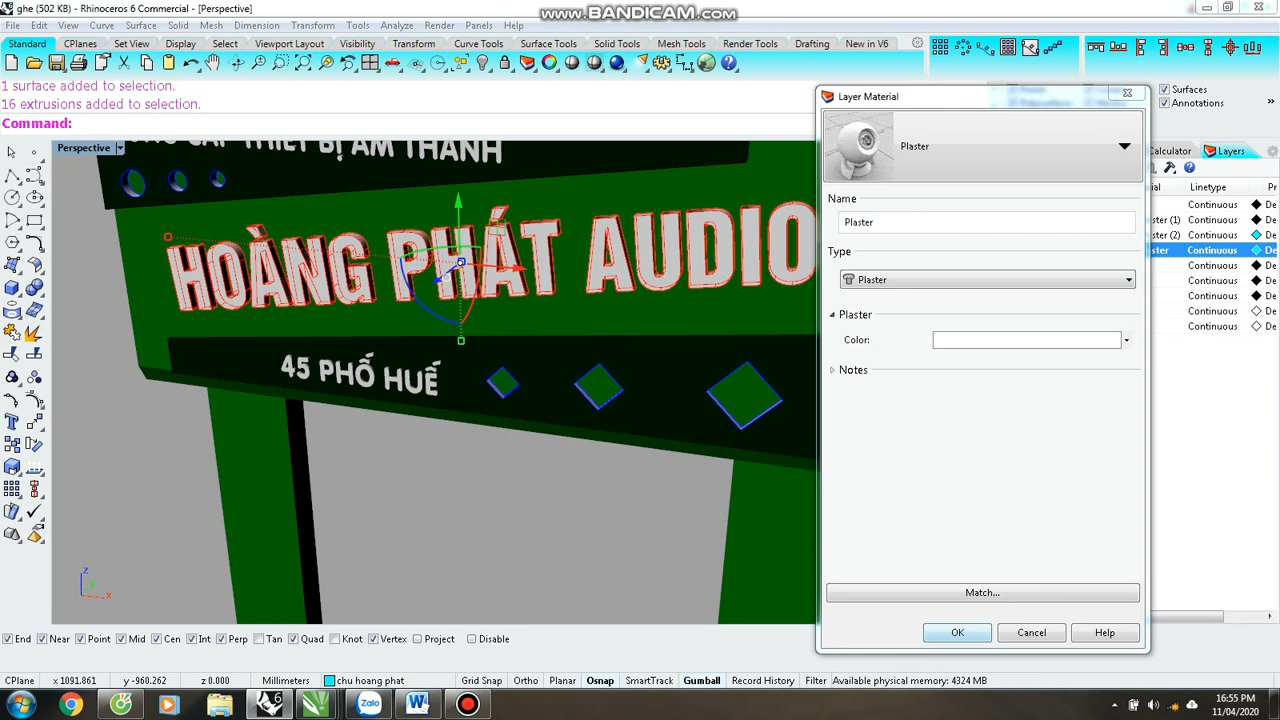 ghe (502 KB) - Rhinoceros 6 Commercial - [Perspective]
www.BANDICAM.com
File Edit View Curve Surface Solid Mesh Dimension Transform Tools Analyze Render Panels Help
Standard CPlanes Set View Display Select Viewport Layout Visibility Transform Curve Tools Surface Tools Solid Tools Mesh Tools Render Tools Drafting New in V6
1 surface added to selection.
16 extrusions added to selection.
Command:
Layer Material
Surfaces
Annotations
Perspective
CẤP THIẾT BỊ ÂM THANH
HOÀNG PHÁT AUDIO
45 PHỐ HUẾ
Plaster
Name
Plaster
Type
Plaster
Plaster
Color:
Notes
Match...
OK Cancel Help
Calculator Layers
Linetype
Continuous
(1) Continuous
(2) Continuous
Continuous
Continuous
Continuous
Continuous
Continuous
Continuous
z
y
x
End Near Point Mid Cen Int Perp Tan Quad Knot Vertex Project Disable
CPlane x 1091.861 y -960.262 z 0.000 Millimeters chu hoang phat Grid Snap Ortho Planar Osnap SmartTrack Gumball Record History Filter Available physical memory: 4324 MB
Zalo
16:55 PM
11/04/2020